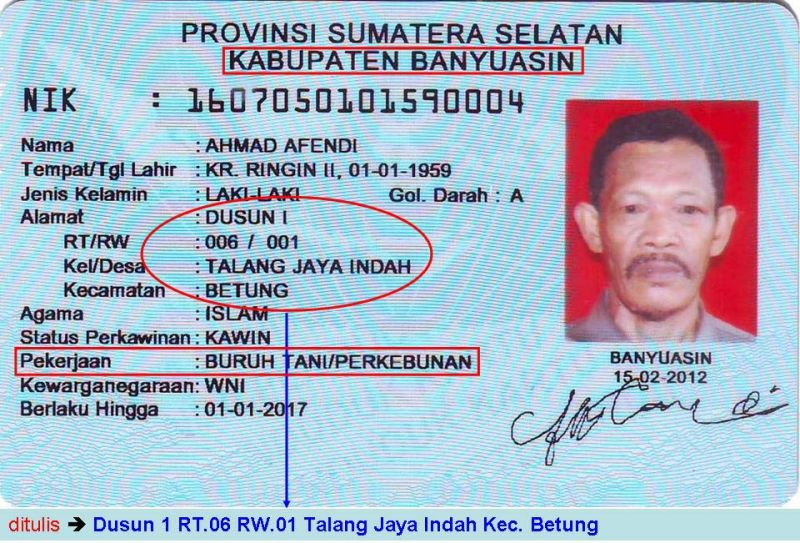 PROVINSI SUMATERA SELATAN
KABUPATEN BANYUASIN
NIK : 1607050101590004
Nama : AHMAD AFENDI
Tempat/Tgl Lahir : KR. RINGIN II, 01-01-1959
Jenis Kelamin : LAKI-LAKI Gol. Darah : A
Alamat : DUSUN I
RT/RW : 006 / 001
Kel/Desa : TALANG JAYA INDAH
Kecamatan : BETUNG
Agama : ISLAM
Status Perkawinan : KAWIN
Pekerjaan : BURUH TANI/PERKEBUNAN
Kewarganegaraan : WNI
Berlaku Hingga : 01-01-2017
BANYUASIN
15-02-2012
ditulis ➔ Dusun 1 RT.06 RW.01 Talang Jaya Indah Kec. Betung